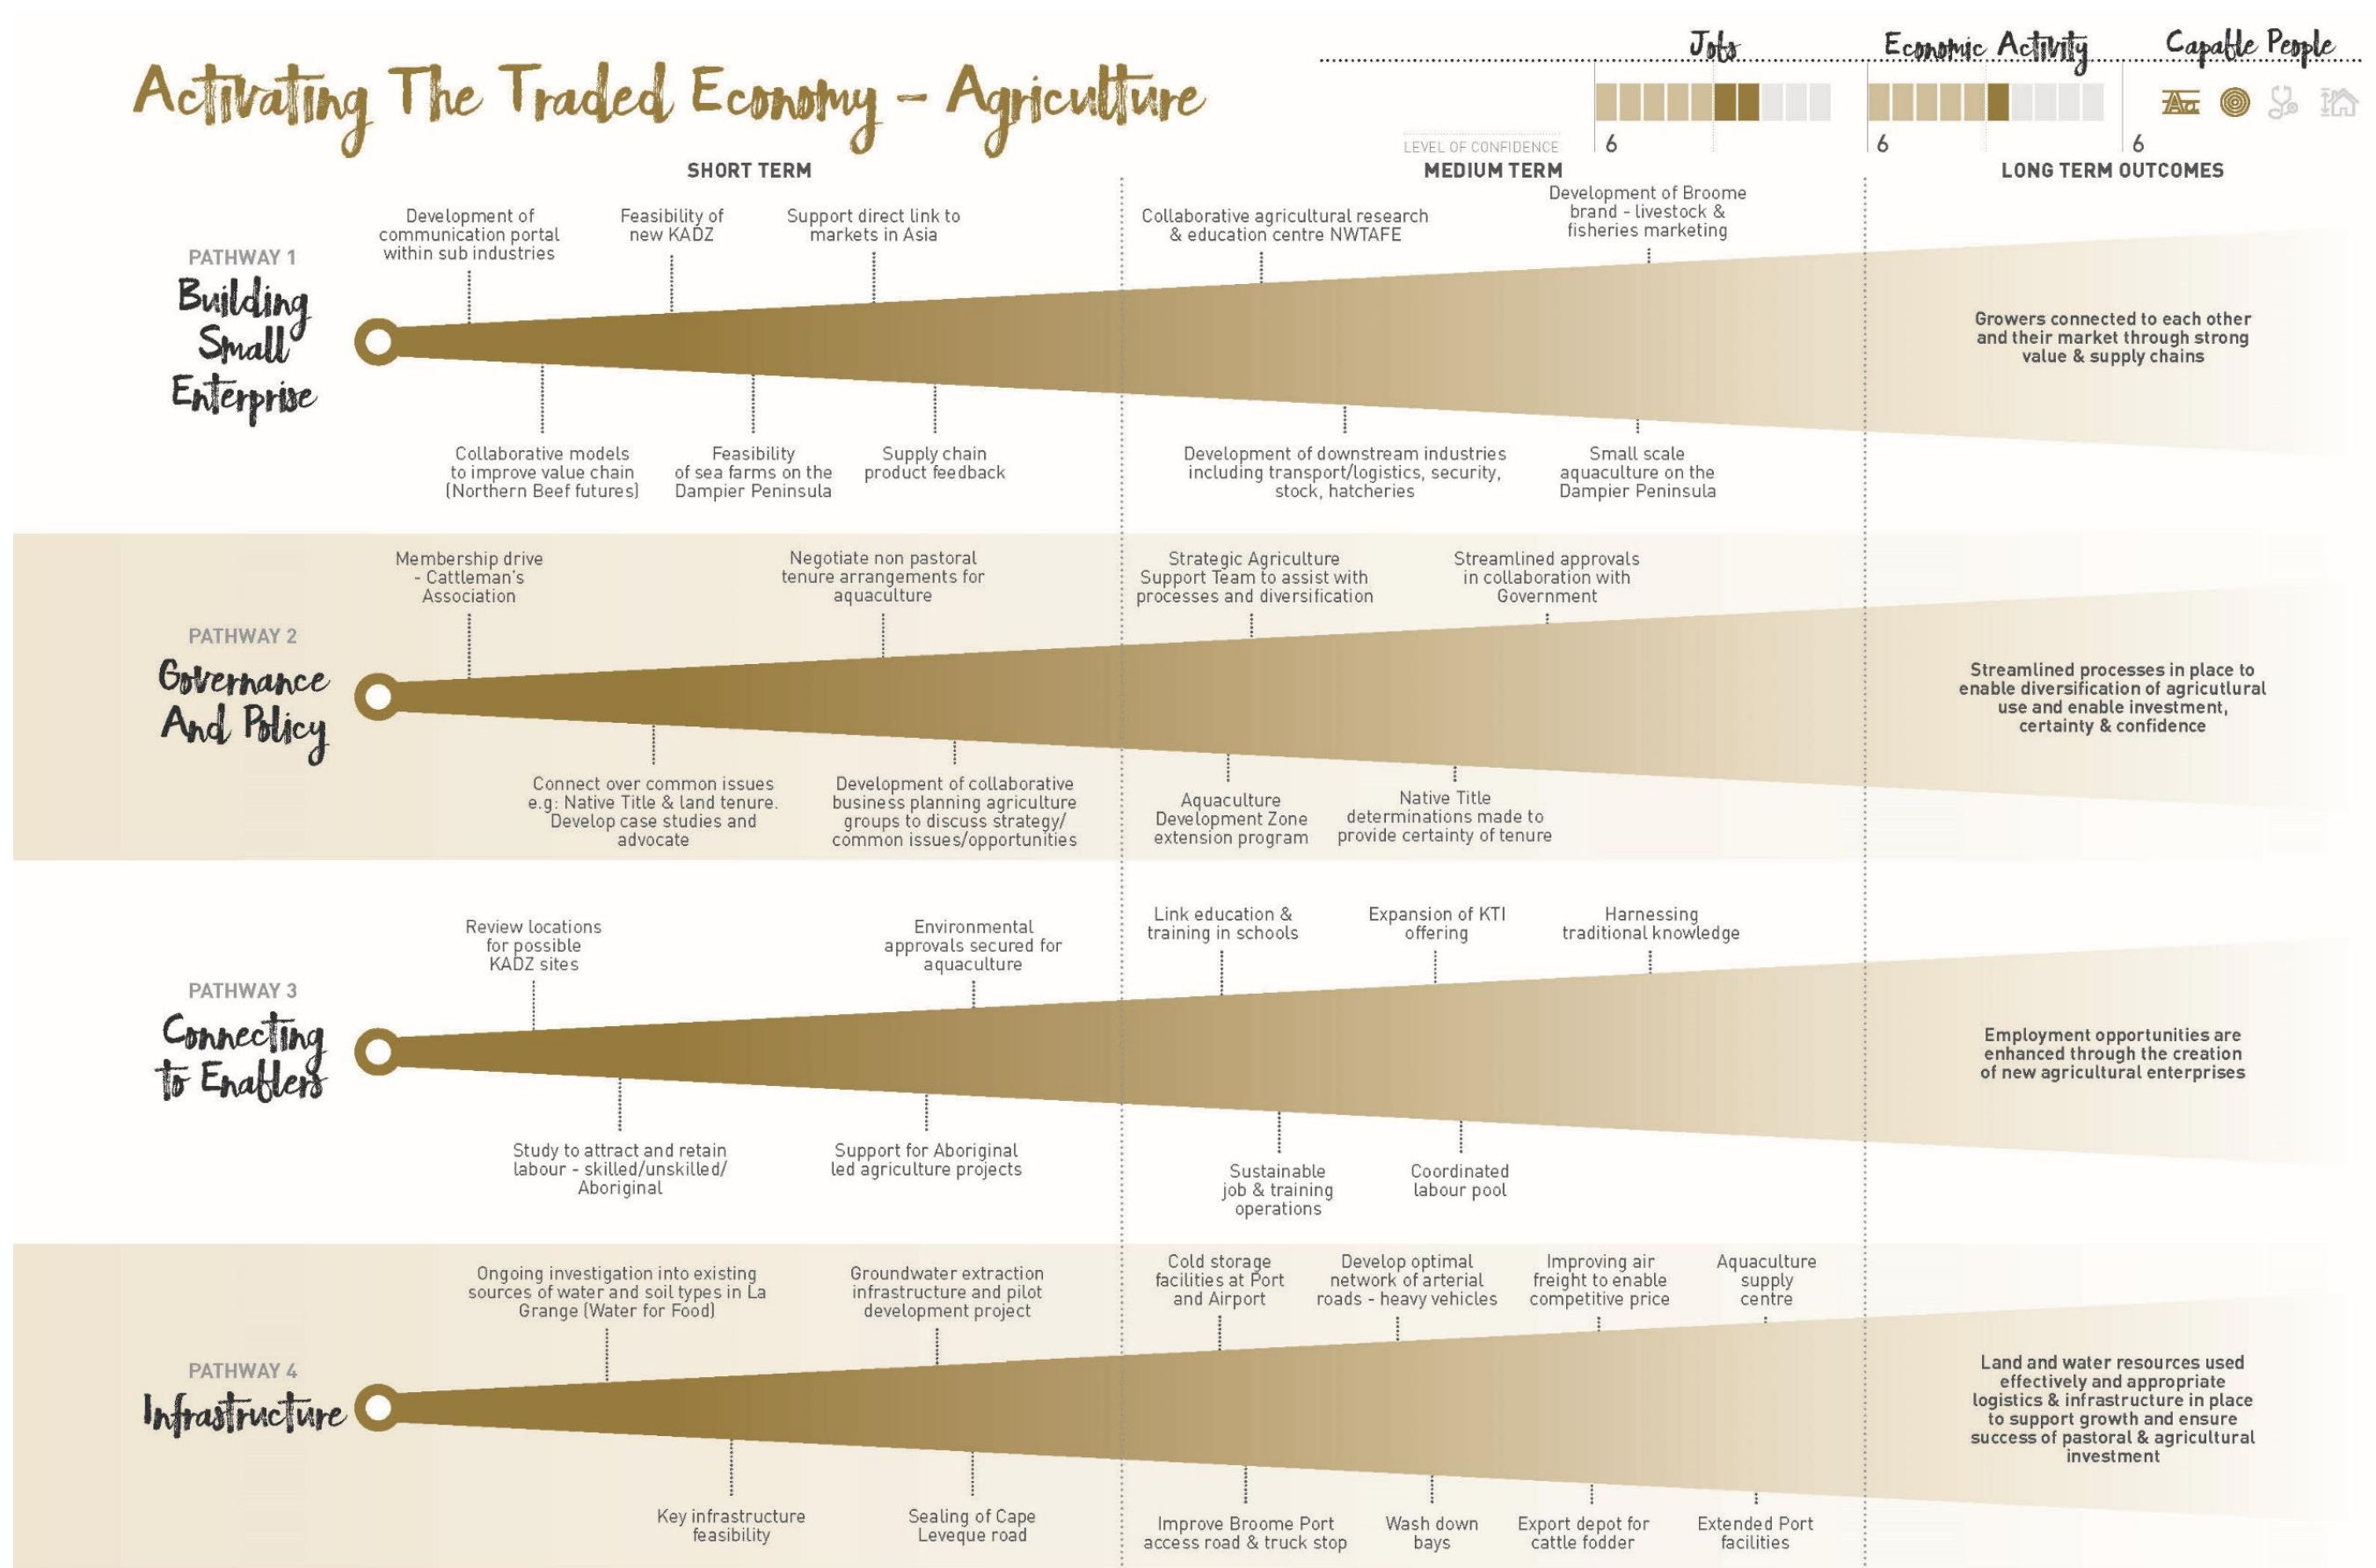 Activating The Traded Economy - Agriculture
Jobs
Economic Activity
Capable People
Aa
LEVEL OF CONFIDENCE
6
6
6
SHORT TERM
MEDIUM TERM
LONG TERM OUTCOMES
PATHWAY 1
Building
Small
Enterprise
Development of
communication portal
within sub industries
Feasibility of
new KADZ
Support direct link to
markets in Asia
Collaborative agricultural research
& education centre NWTAFE
Development of Broome
brand - livestock &
fisheries marketing
Growers connected to each other
and their market through strong
value & supply chains
Collaborative models
to improve value chain
(Northern Beef futures)
Feasibility
of sea farms on the
Dampier Peninsula
Supply chain
product feedback
Development of downstream industries
including transport/logistics, security,
stock, hatcheries
Small scale
aquaculture on the
Dampier Peninsula
PATHWAY 2
Governance
And Policy
Membership drive
- Cattleman's
Association
Negotiate non pastoral
tenure arrangements for
aquaculture
Strategic Agriculture
Support Team to assist with
processes and diversification
Streamlined approvals
in collaboration with
Government
Streamlined processes in place to
enable diversification of agricutlural
use and enable investment,
certainty & confidence
Connect over common issues
e.g: Native Title & land tenure.
Develop case studies and
advocate
Development of collaborative
business planning agriculture
groups to discuss strategy/
common issues/opportunities
Aquaculture
Development Zone
extension program
Native Title
determinations made to
provide certainty of tenure
PATHWAY 3
Connecting
to Enablers
Review locations
for possible
KADZ sites
Environmental
approvals secured for
aquaculture
Link education &
training in schools
Expansion of KTI
offering
Harnessing
traditional knowledge
Employment opportunities are
enhanced through the creation
of new agricultural enterprises
Study to attract and retain
labour - skilled/unskilled/
Aboriginal
Support for Aboriginal
led agriculture projects
Sustainable
job & training
operations
Coordinated
labour pool
PATHWAY 4
Infrastructure
Ongoing investigation into existing
sources of water and soil types in La
Grange (Water for Food)
Groundwater extraction
infrastructure and pilot
development project
Cold storage
facilities at Port
and Airport
Develop optimal
network of arterial
roads - heavy vehicles
Improving air
freight to enable
competitive price
Aquaculture
supply
centre
Land and water resources used
effectively and appropriate
logistics & infrastructure in place
to support growth and ensure
success of pastoral & agricultural
investment
Key infrastructure
feasibility
Sealing of Cape
Leveque road
Improve Broome Port
access road & truck stop
Wash down
bays
Export depot for
cattle fodder
Extended Port
facilities